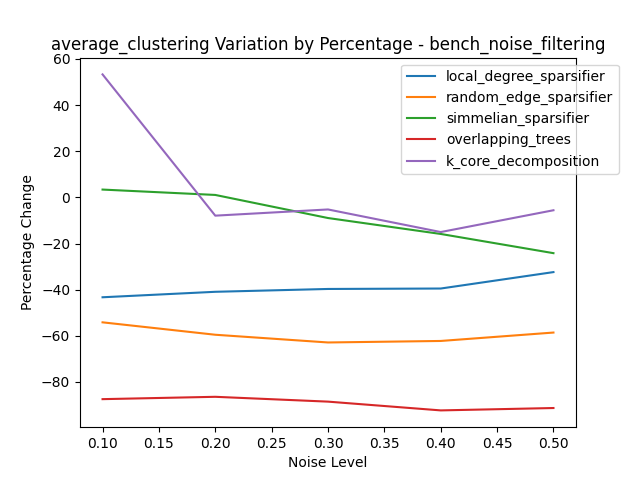 average_clustering Variation by Percentage - bench_noise_filtering
local_degree_sparsifier
random_edge_sparsifier
simmelian_sparsifier
overlapping_trees
k_core_decomposition
Percentage Change
60
40
20
0
−20
−40
−60
−80
0.10 0.15 0.20 0.25 0.30 0.35 0.40 0.45 0.50
Noise Level